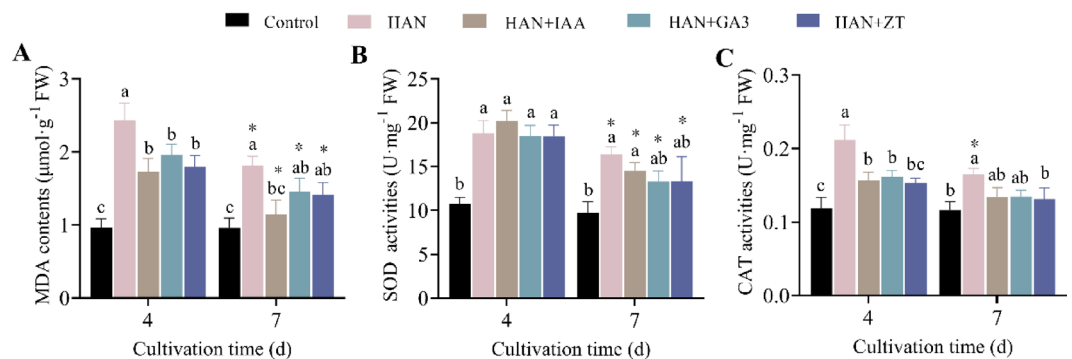 Control IIAN HAN+IAA HAN+GA3 IIAN+ZT
A B C
MDA contents (μmol·g⁻¹ FW)
3
2
1
0
a
b b b
c
*
a
*
bc
*
ab
*
ab
c
4 7
Cultivation time (d)
SOD activities (U·mg⁻¹ FW)
25
20
15
10
5
0
b
a a a a
b
*
a
*
a
*
ab
*
ab
4 7
Cultivation time (d)
CAT activities (U·mg⁻¹ FW)
0.3
0.2
0.1
0.0
c
a
b b bc
b
*
a
ab ab b
4 7
Cultivation time (d)